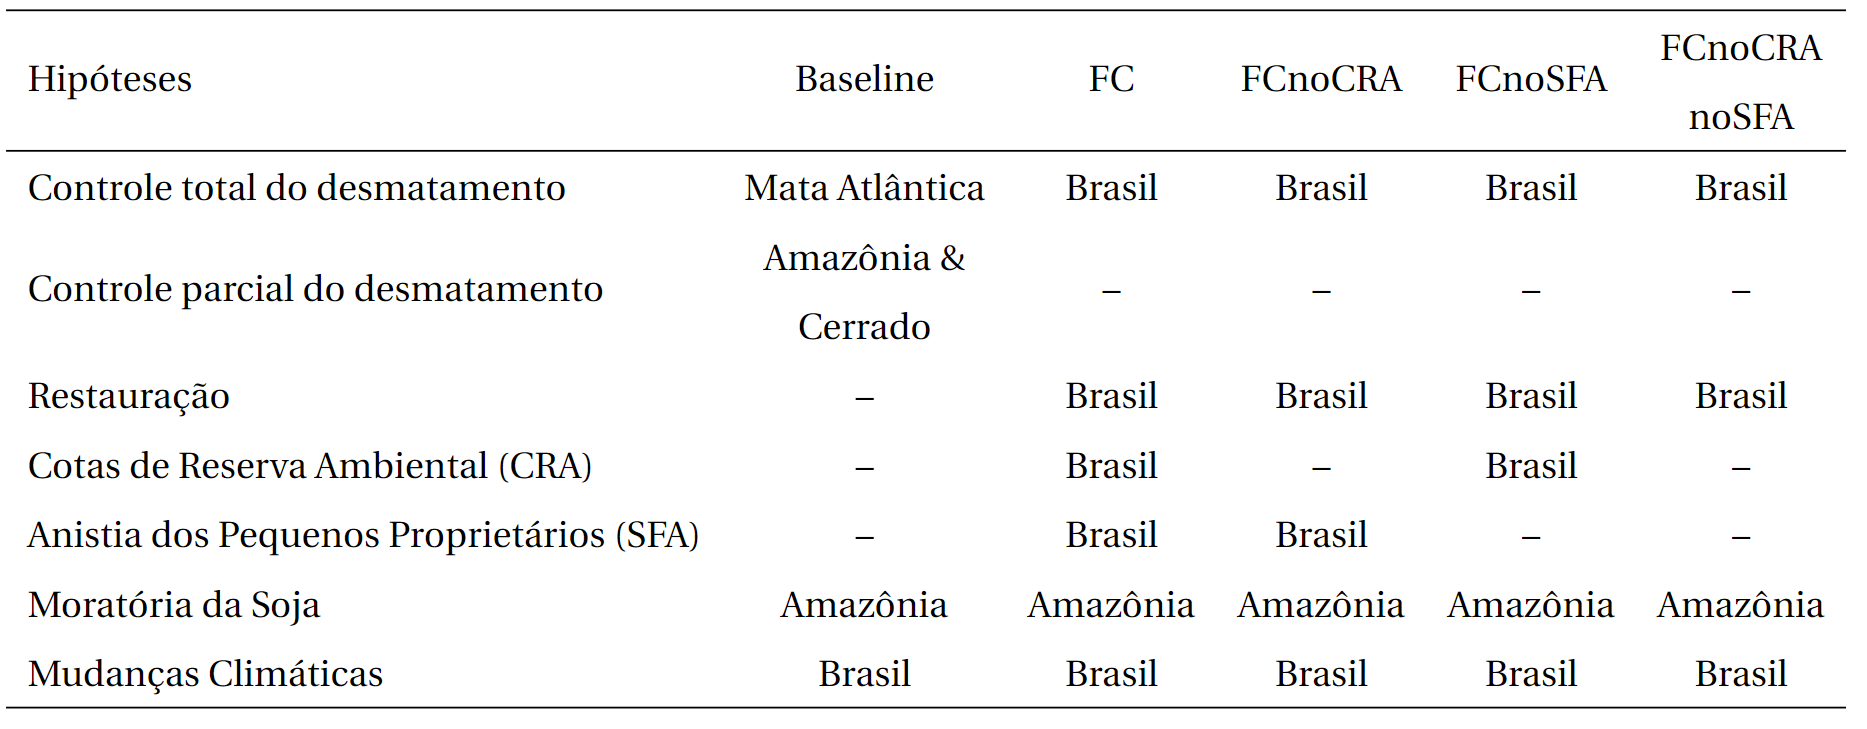 Hipóteses Baseline FC FCnoCRA FCnoSFA FCnoCRA
noSFA
Controle total do desmatamento Mata Atlântica Brasil Brasil Brasil Brasil
Amazônia &
Controle parcial do desmatamento – – – –
Cerrado
Restauração – Brasil Brasil Brasil Brasil
Cotas de Reserva Ambiental (CRA) – Brasil – Brasil –
Anistia dos Pequenos Proprietários (SFA) – Brasil Brasil – –
Moratória da Soja Amazônia Amazônia Amazônia Amazônia Amazônia
Mudanças Climáticas Brasil Brasil Brasil Brasil Brasil